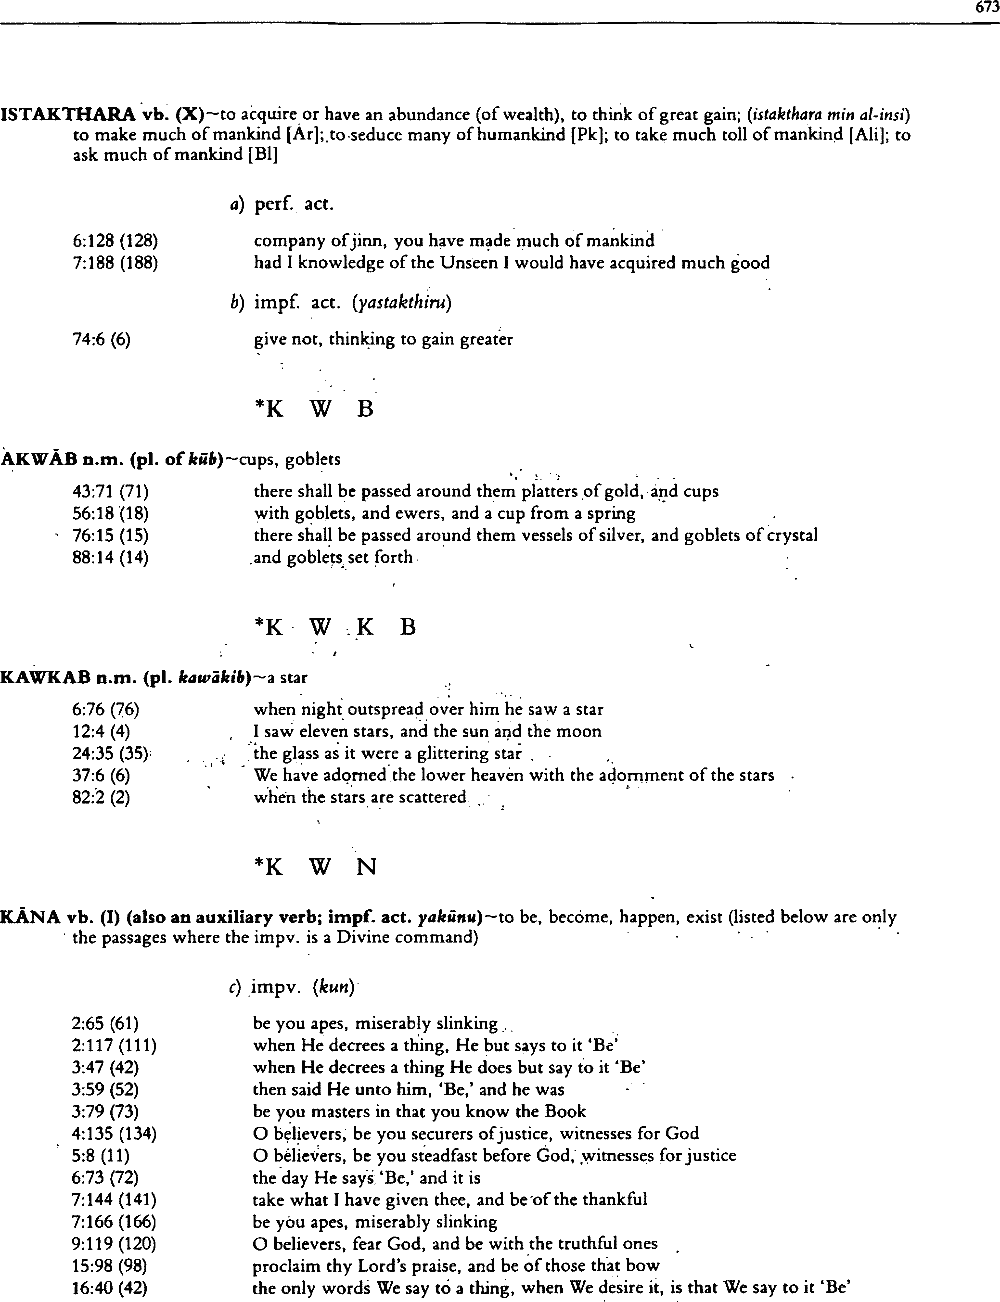 673
ISTAKTHARA vb. (X)~to acquire or have an abundance (of wealth), to think of great gain; (istakthara min al-insi)
to make much of mankind [Ar]; to seduce many of humankind [Pk]; to take much toll of mankind [Ali]; to
ask much of mankind [Bl]
a) perf. act.
6:128 (128) company of jinn, you have made much of mankind
7:188 (188) had I knowledge of the Unseen I would have acquired much good
b) impf. act. (yastakthiru)
74:6 (6) give not, thinking to gain greater
*K W B
AKWĀB n.m. (pl. of kūb)~cups, goblets
43:71 (71) there shall be passed around them platters of gold, and cups
56:18 (18) with goblets, and ewers, and a cup from a spring
76:15 (15) there shall be passed around them vessels of silver, and goblets of crystal
88:14 (14) and goblets set forth
*K W K B
KAWKAB n.m. (pl. kawākib)~a star
6:76 (76) when night outspread over him he saw a star
12:4 (4) I saw eleven stars, and the sun and the moon
24:35 (35) the glass as it were a glittering star
37:6 (6) We have adorned the lower heaven with the adornment of the stars
82:2 (2) when the stars are scattered
*K W N
KĀNA vb. (I) (also an auxiliary verb; impf. act. yakūnu)~to be, become, happen, exist (listed below are only
the passages where the impv. is a Divine command)
c) impv. (kun)
2:65 (61) be you apes, miserably slinking
2:117 (111) when He decrees a thing, He but says to it ‘Be’
3:47 (42) when He decrees a thing He does but say to it ‘Be’
3:59 (52) then said He unto him, ‘Be,’ and he was
3:79 (73) be you masters in that you know the Book
4:135 (134) O believers, be you securers of justice, witnesses for God
5:8 (11) O believers, be you steadfast before God, witnesses for justice
6:73 (72) the day He says ‘Be,’ and it is
7:144 (141) take what I have given thee, and be of the thankful
7:166 (166) be you apes, miserably slinking
9:119 (120) O believers, fear God, and be with the truthful ones
15:98 (98) proclaim thy Lord’s praise, and be of those that bow
16:40 (42) the only words We say to a thing, when We desire it, is that We say to it ‘Be’